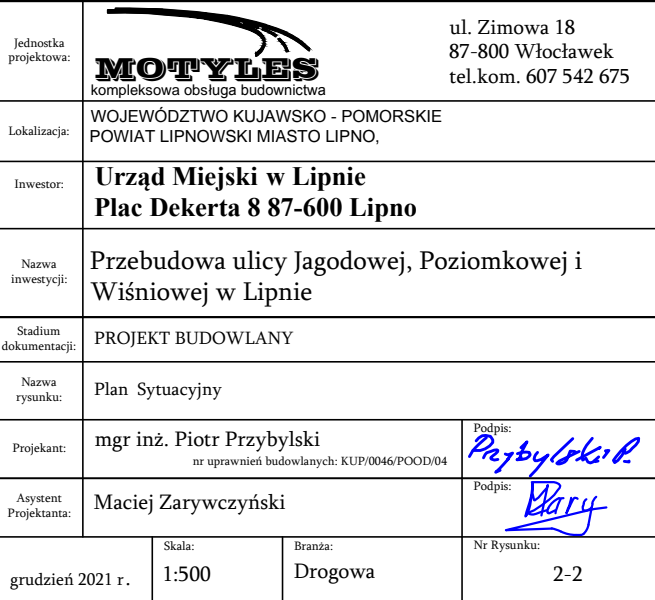 Jednostka
projektowa:
MOTYLES
kompleksowa obsługa budownictwa
ul. Zimowa 18
87-800 Włocławek
tel.kom. 607 542 675
Lokalizacja:
WOJEWÓDZTWO KUJAWSKO - POMORSKIE
POWIAT LIPNOWSKI MIASTO LIPNO,
Inwestor:
Urząd Miejski w Lipnie
Plac Dekerta 8 87-600 Lipno
Nazwa
inwestycji:
Przebudowa ulicy Jagodowej, Poziomkowej i
Wiśniowej w Lipnie
Stadium
dokumentacji:
PROJEKT BUDOWLANY
Nazwa
rysunku:
Plan Sytuacyjny
Projekant:
mgr inż. Piotr Przybylski
nr uprawnień budowlanych: KUP/0046/POOD/04
Podpis:
Przybylski P.
Asystent
Projektanta:
Maciej Zarywczyński
Podpis:
grudzień 2021 r.
Skala:
1:500
Branża:
Drogowa
Nr Rysunku:
2-2